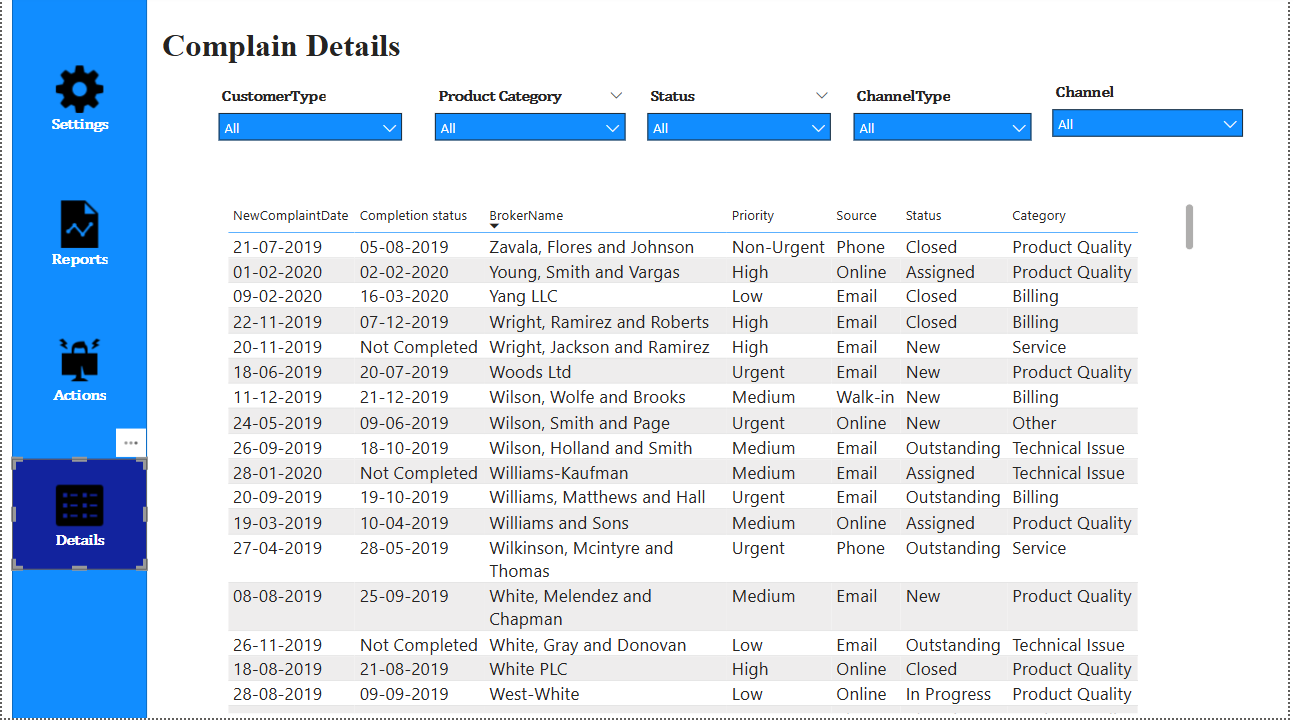 Complain Details
CustomerType
Product Category
Status
ChannelType
Channel
All
All
All
All
All
Settings
Reports
Actions
...
Details
NewComplaintDate Completion status BrokerName Priority Source Status Category
21-07-2019 05-08-2019 Zavala, Flores and Johnson Non-Urgent Phone Closed Product Quality
01-02-2020 02-02-2020 Young, Smith and Vargas High Online Assigned Product Quality
09-02-2020 16-03-2020 Yang LLC Low Email Closed Billing
22-11-2019 07-12-2019 Wright, Ramirez and Roberts High Email Closed Billing
20-11-2019 Not Completed Wright, Jackson and Ramirez High Email New Service
18-06-2019 20-07-2019 Woods Ltd Urgent Email New Product Quality
11-12-2019 21-12-2019 Wilson, Wolfe and Brooks Medium Walk-in New Billing
24-05-2019 09-06-2019 Wilson, Smith and Page Urgent Online New Other
26-09-2019 18-10-2019 Wilson, Holland and Smith Medium Email Outstanding Technical Issue
28-01-2020 Not Completed Williams-Kaufman Medium Email Assigned Technical Issue
20-09-2019 19-10-2019 Williams, Matthews and Hall Urgent Email Outstanding Billing
19-03-2019 10-04-2019 Williams and Sons Medium Online Assigned Product Quality
27-04-2019 28-05-2019 Wilkinson, Mcintyre and Urgent Phone Outstanding Service
Thomas
08-08-2019 25-09-2019 White, Melendez and Medium Email New Product Quality
Chapman
26-11-2019 Not Completed White, Gray and Donovan Low Email Outstanding Technical Issue
18-08-2019 21-08-2019 White PLC High Online Closed Product Quality
28-08-2019 09-09-2019 West-White Low Online In Progress Product Quality